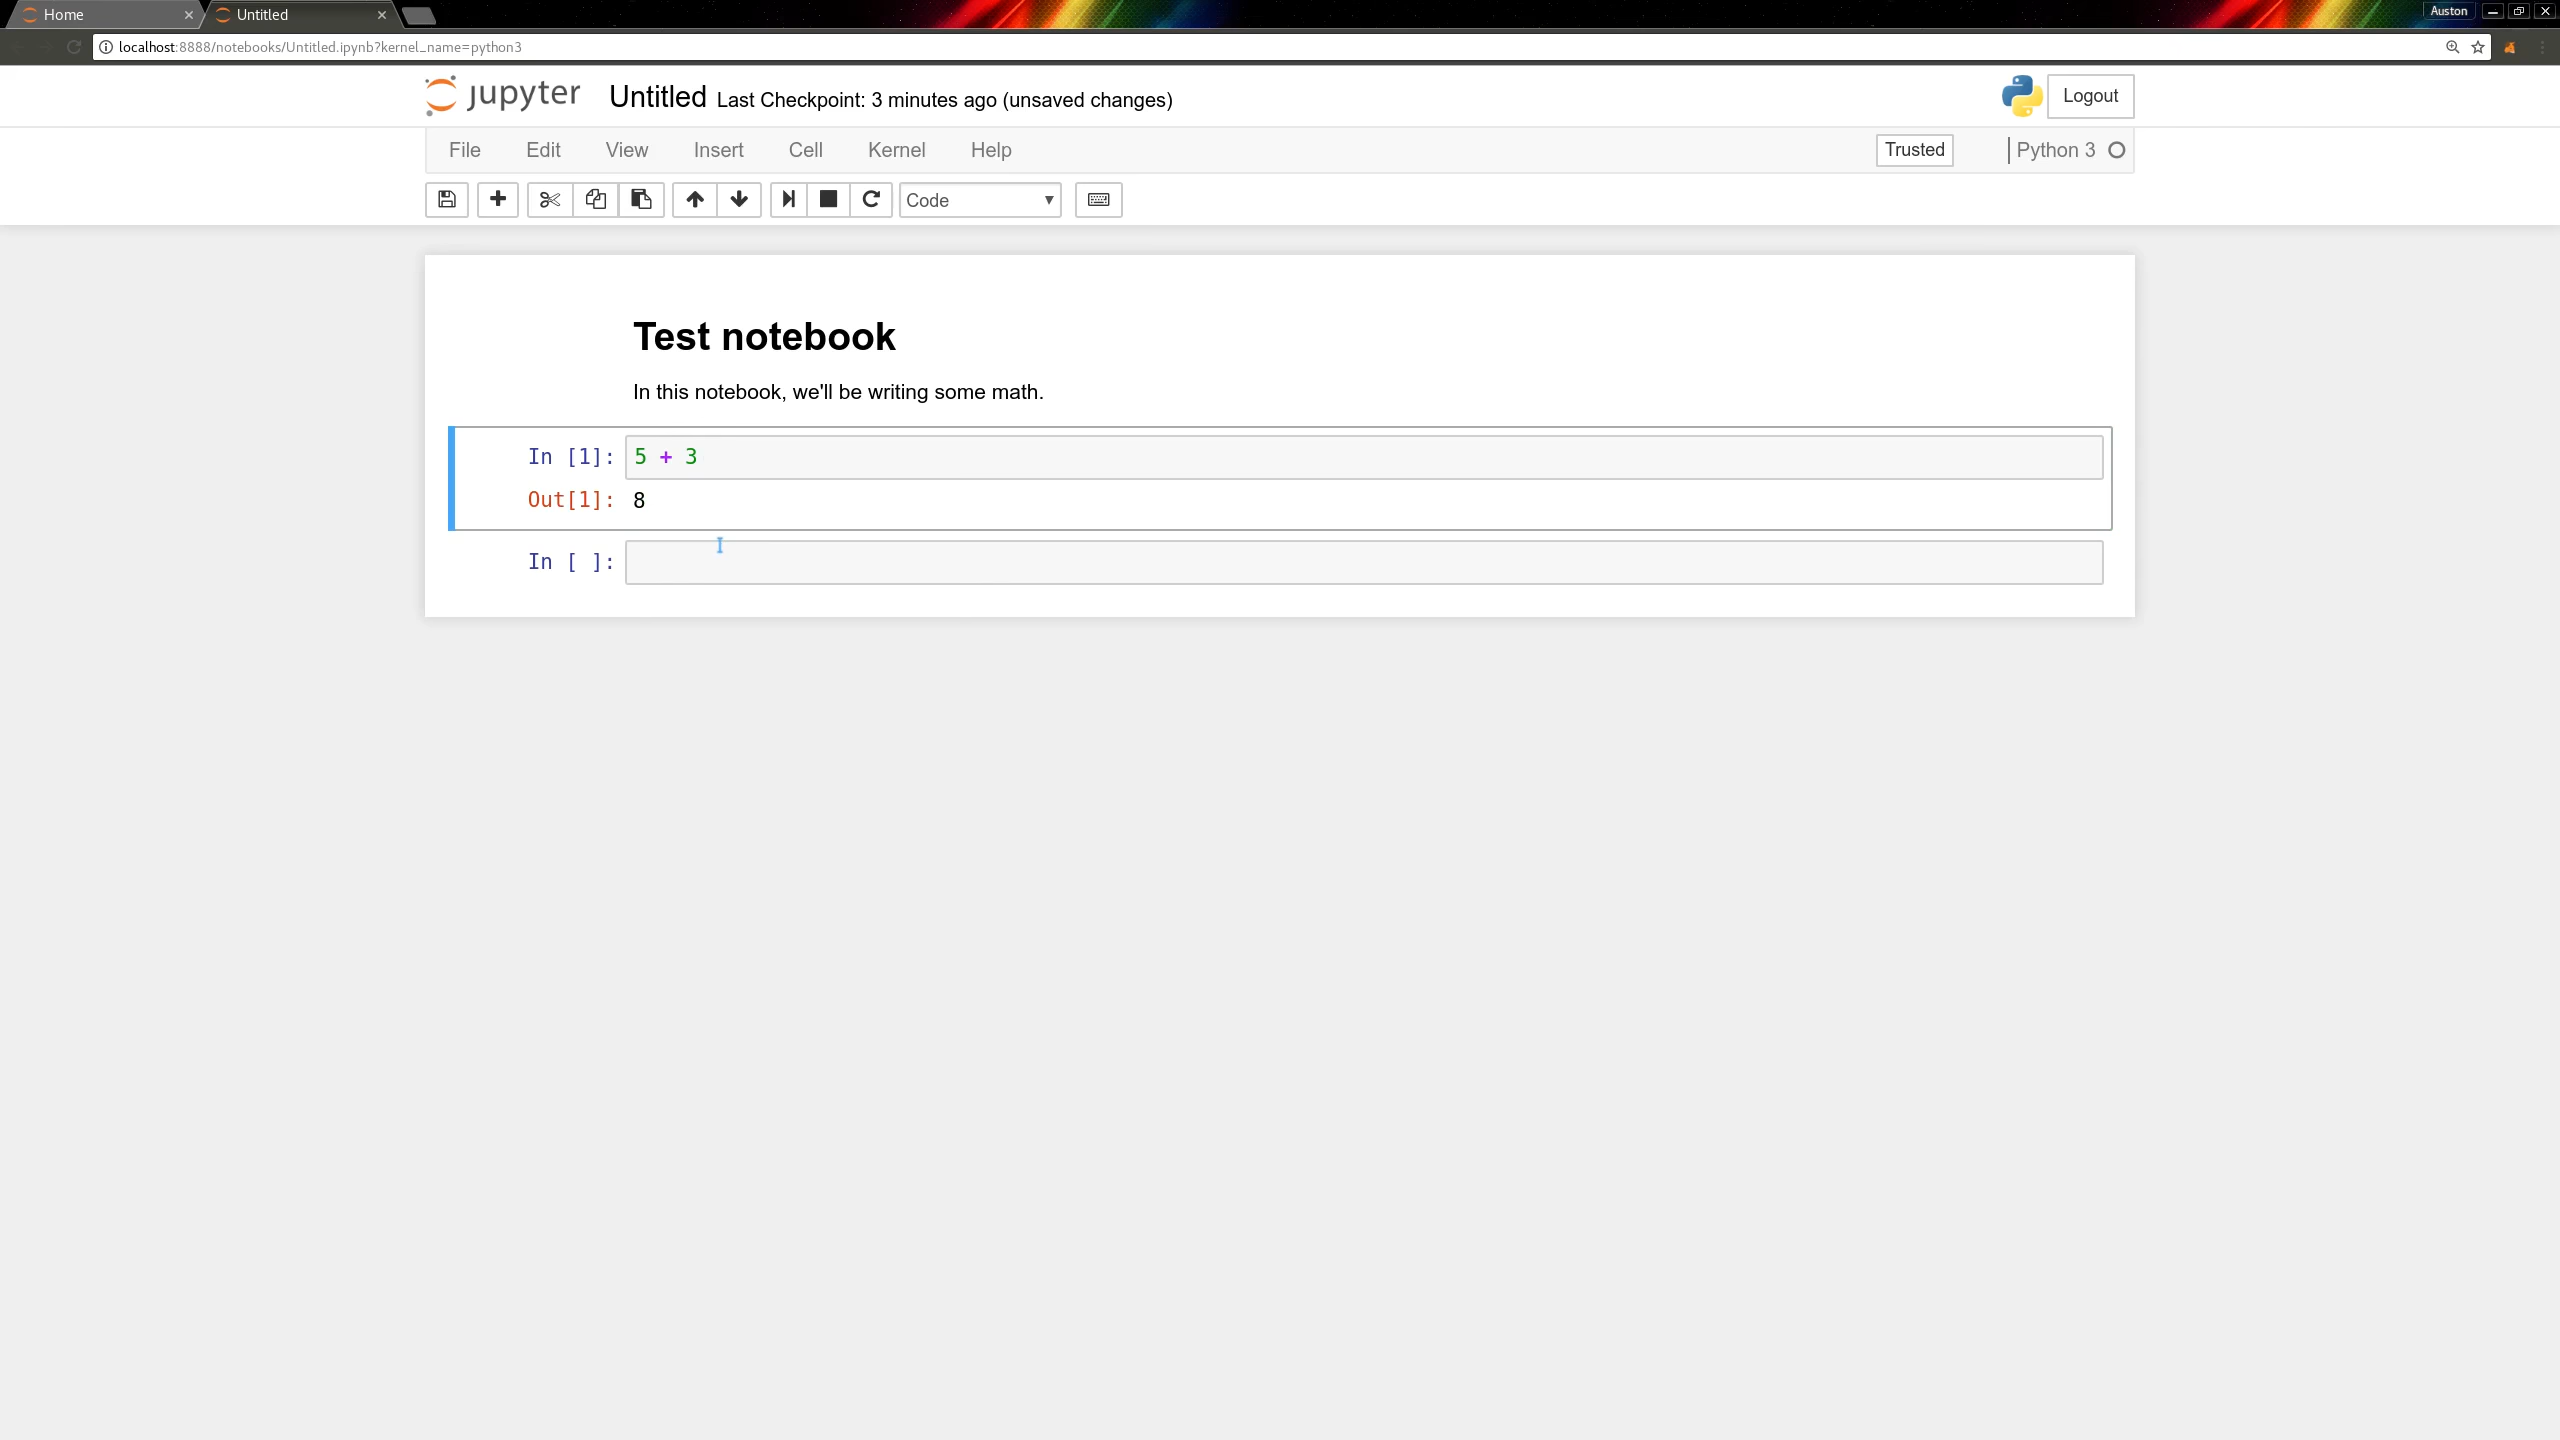 Home
Untitled
Auston
localhost:8888/notebooks/Untitled.ipynb?kernel_name=python3
jupyter Untitled Last Checkpoint: 3 minutes ago (unsaved changes)
Logout
File Edit View Insert Cell Kernel Help
Trusted
Python 3
Code
Test notebook
In this notebook, we'll be writing some math.
In [1]: 5 + 3
Out[1]: 8
In [ ]: